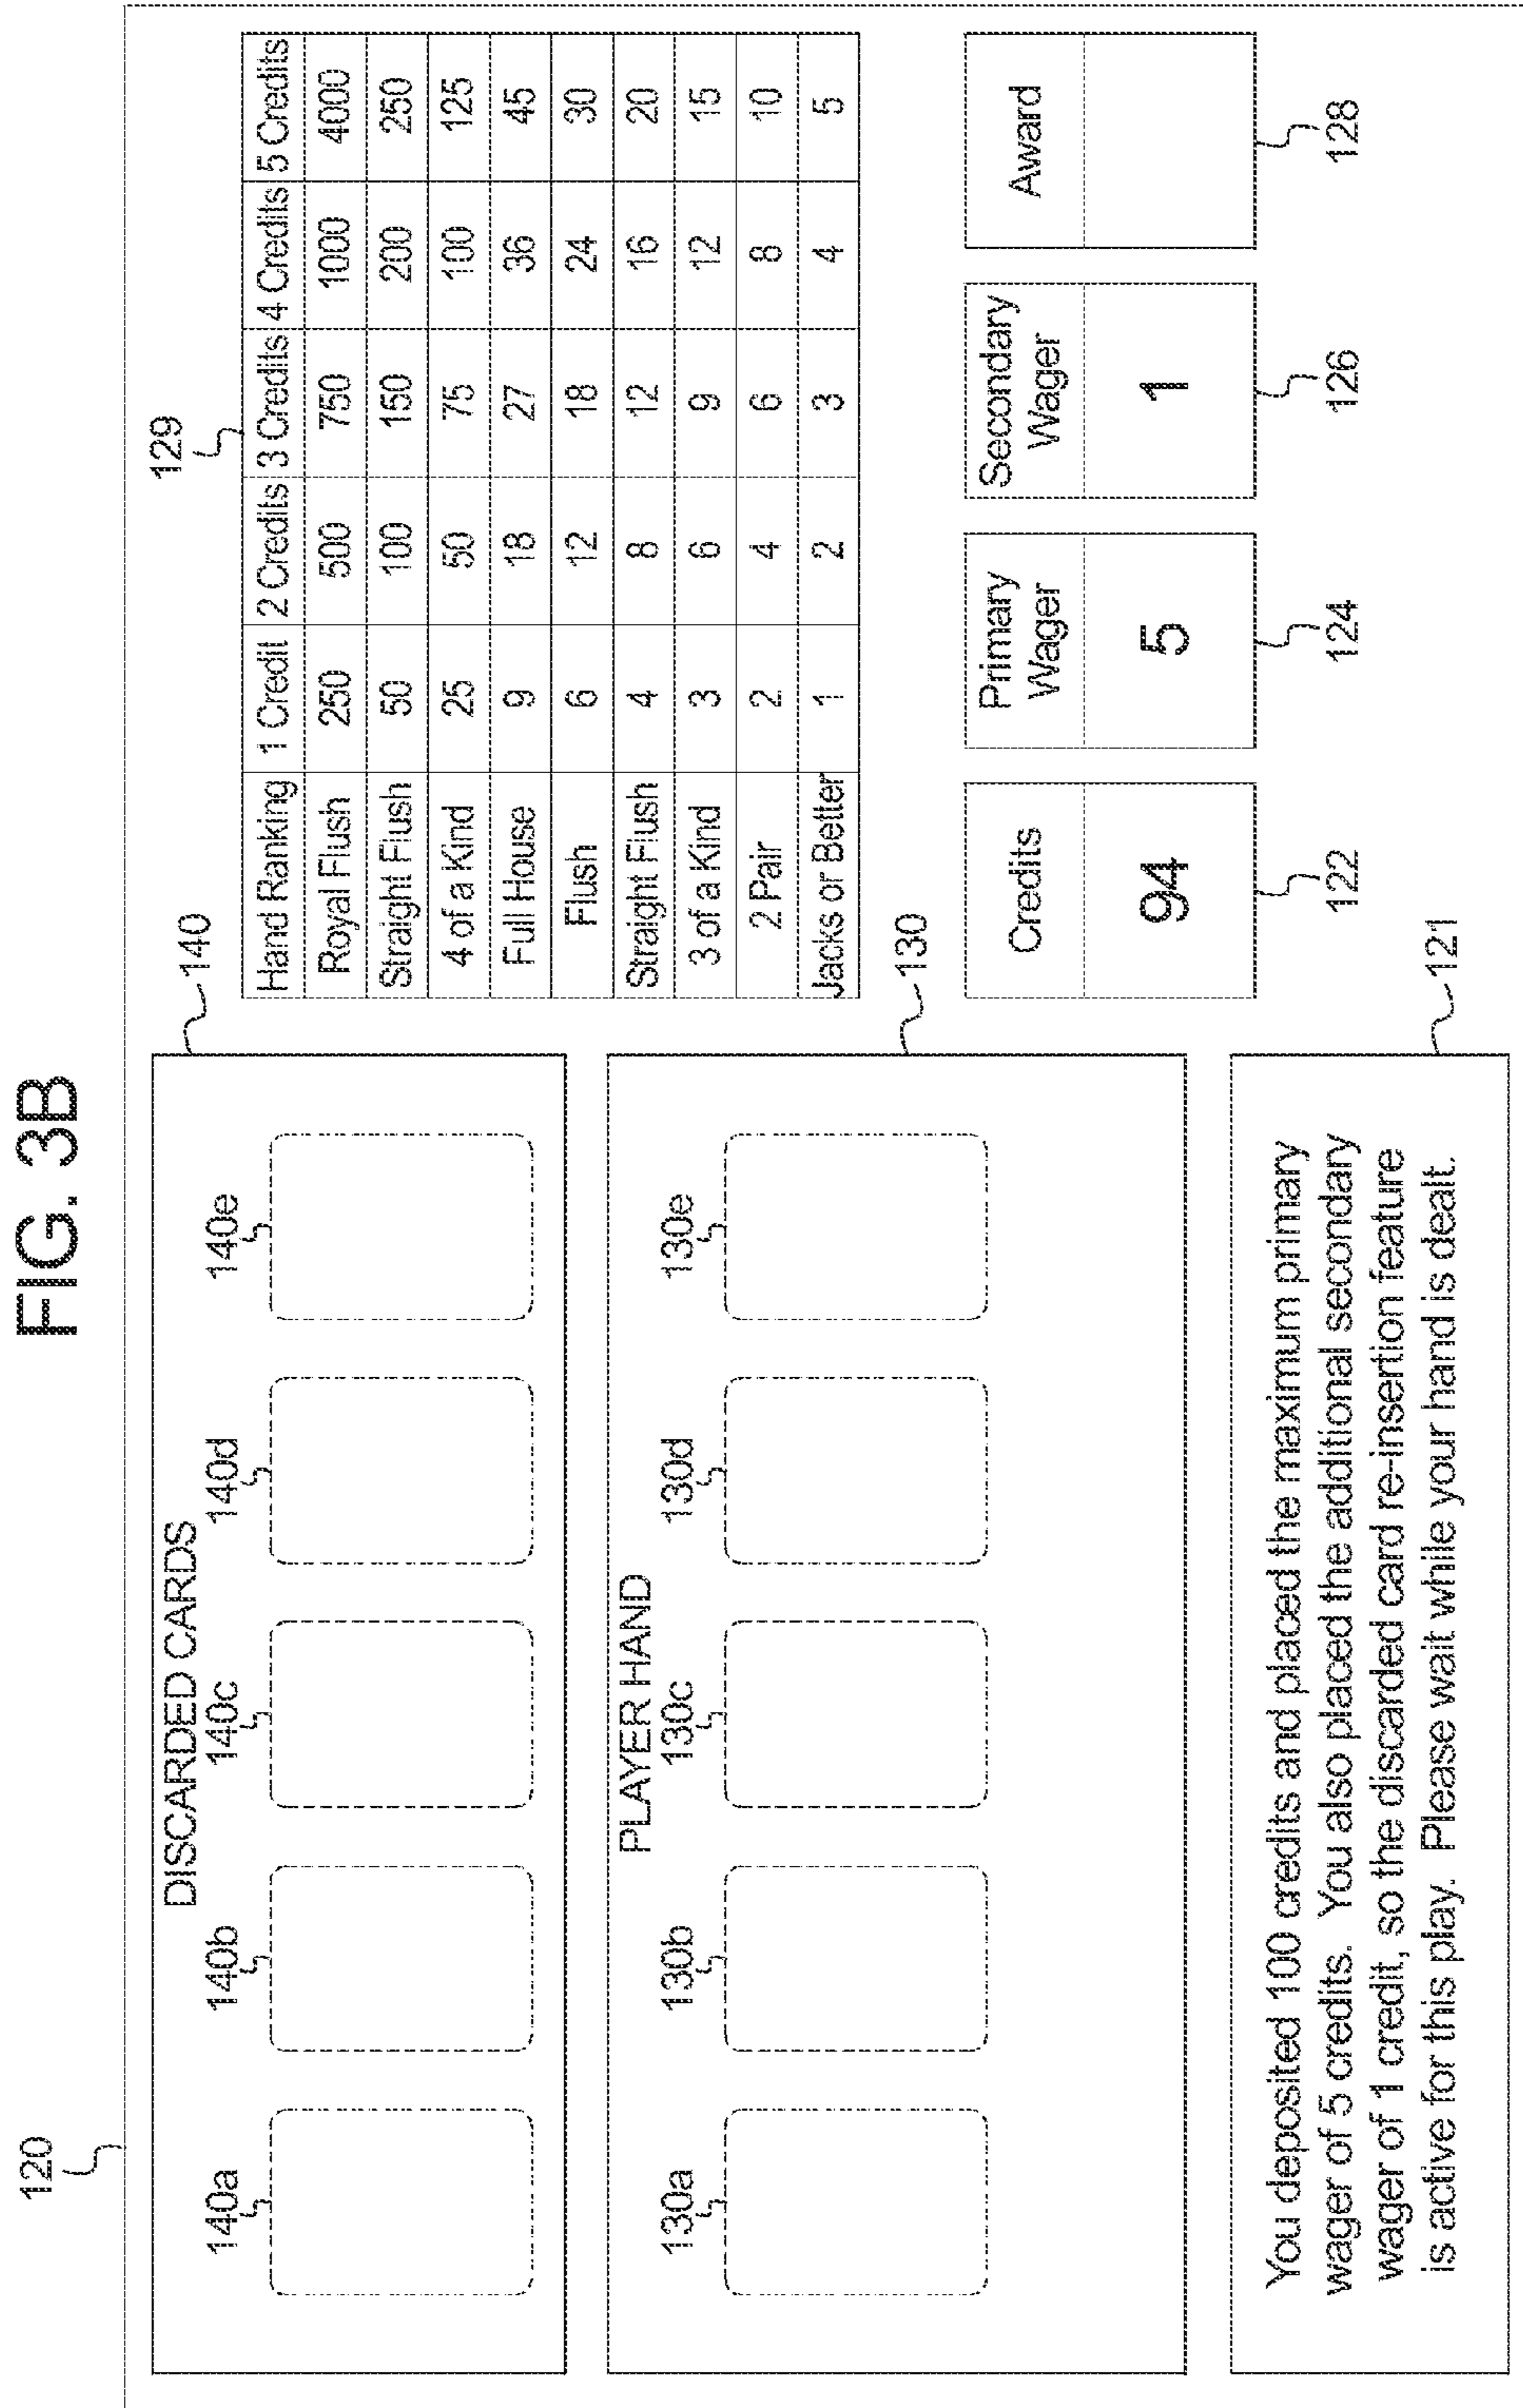 FIG. 3B
120
DISCARDED CARDS
140
140a 140b 140c 140d 140e
PLAYER HAND
130a 130b 130c 130d 130e
130
You deposited 100 credits and placed the maximum primary
wager of 5 credits. You also placed the additional secondary
wager of 1 credit, so the discarded card re-insertion feature
is active for this play. Please wait while your hand is dealt.
121
129
Hand Ranking 1 Credit 2 Credits 3 Credits 4 Credits 5 Credits
Royal Flush 250 500 750 1000 4000
Straight Flush 50 100 150 200 250
4 of a Kind 25 50 75 100 125
Full House 9 18 27 36 45
Flush 6 12 18 24 30
Straight Flush 4 8 12 16 20
3 of a Kind 3 6 9 12 15
2 Pair 2 4 6 8 10
Jacks or Better 1 2 3 4 5
Credits
94
122
Primary
Wager
5
124
Secondary
Wager
1
126
Award
128